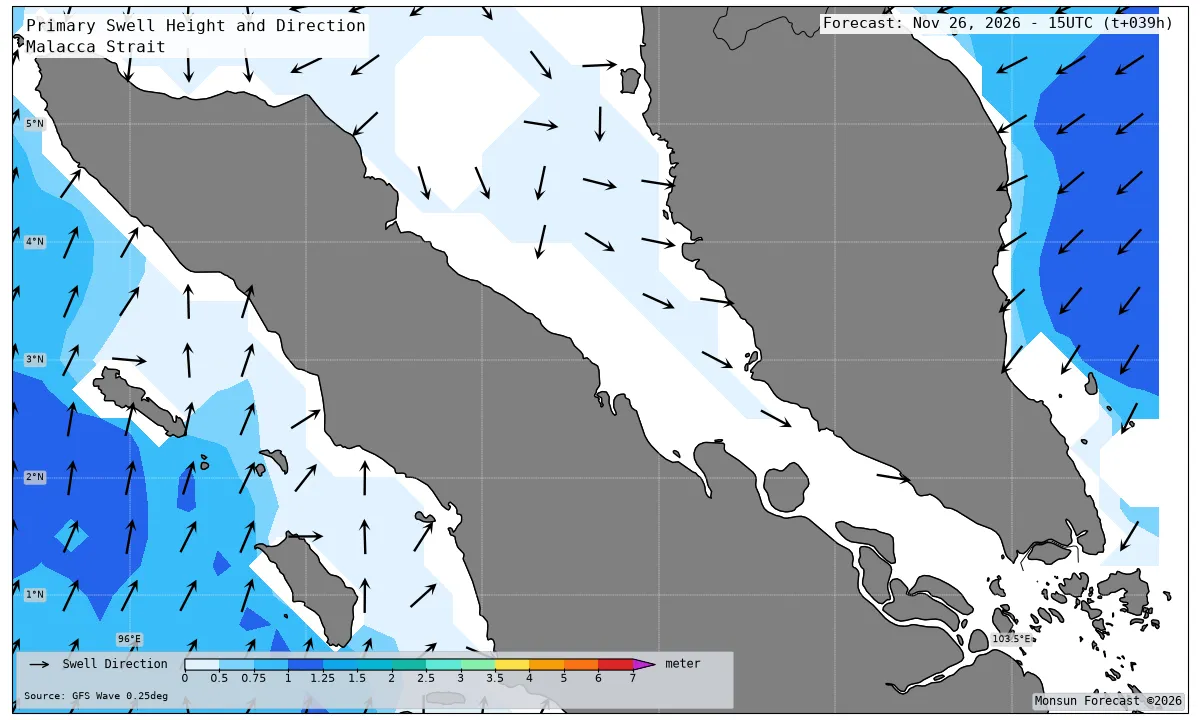 Primary Swell Height and Direction
Malacca Strait
Forecast: Nov 26, 2026 - 15UTC (t+039h)
5°N
4°N
3°N
2°N
1°N
96°E
103.5°E
Swell Direction
meter
0 0.5 0.75 1 1.25 1.5 2 2.5 3 3.5 4 5 6 7
Source: GFS Wave 0.25deg
Monsun Forecast ©2026